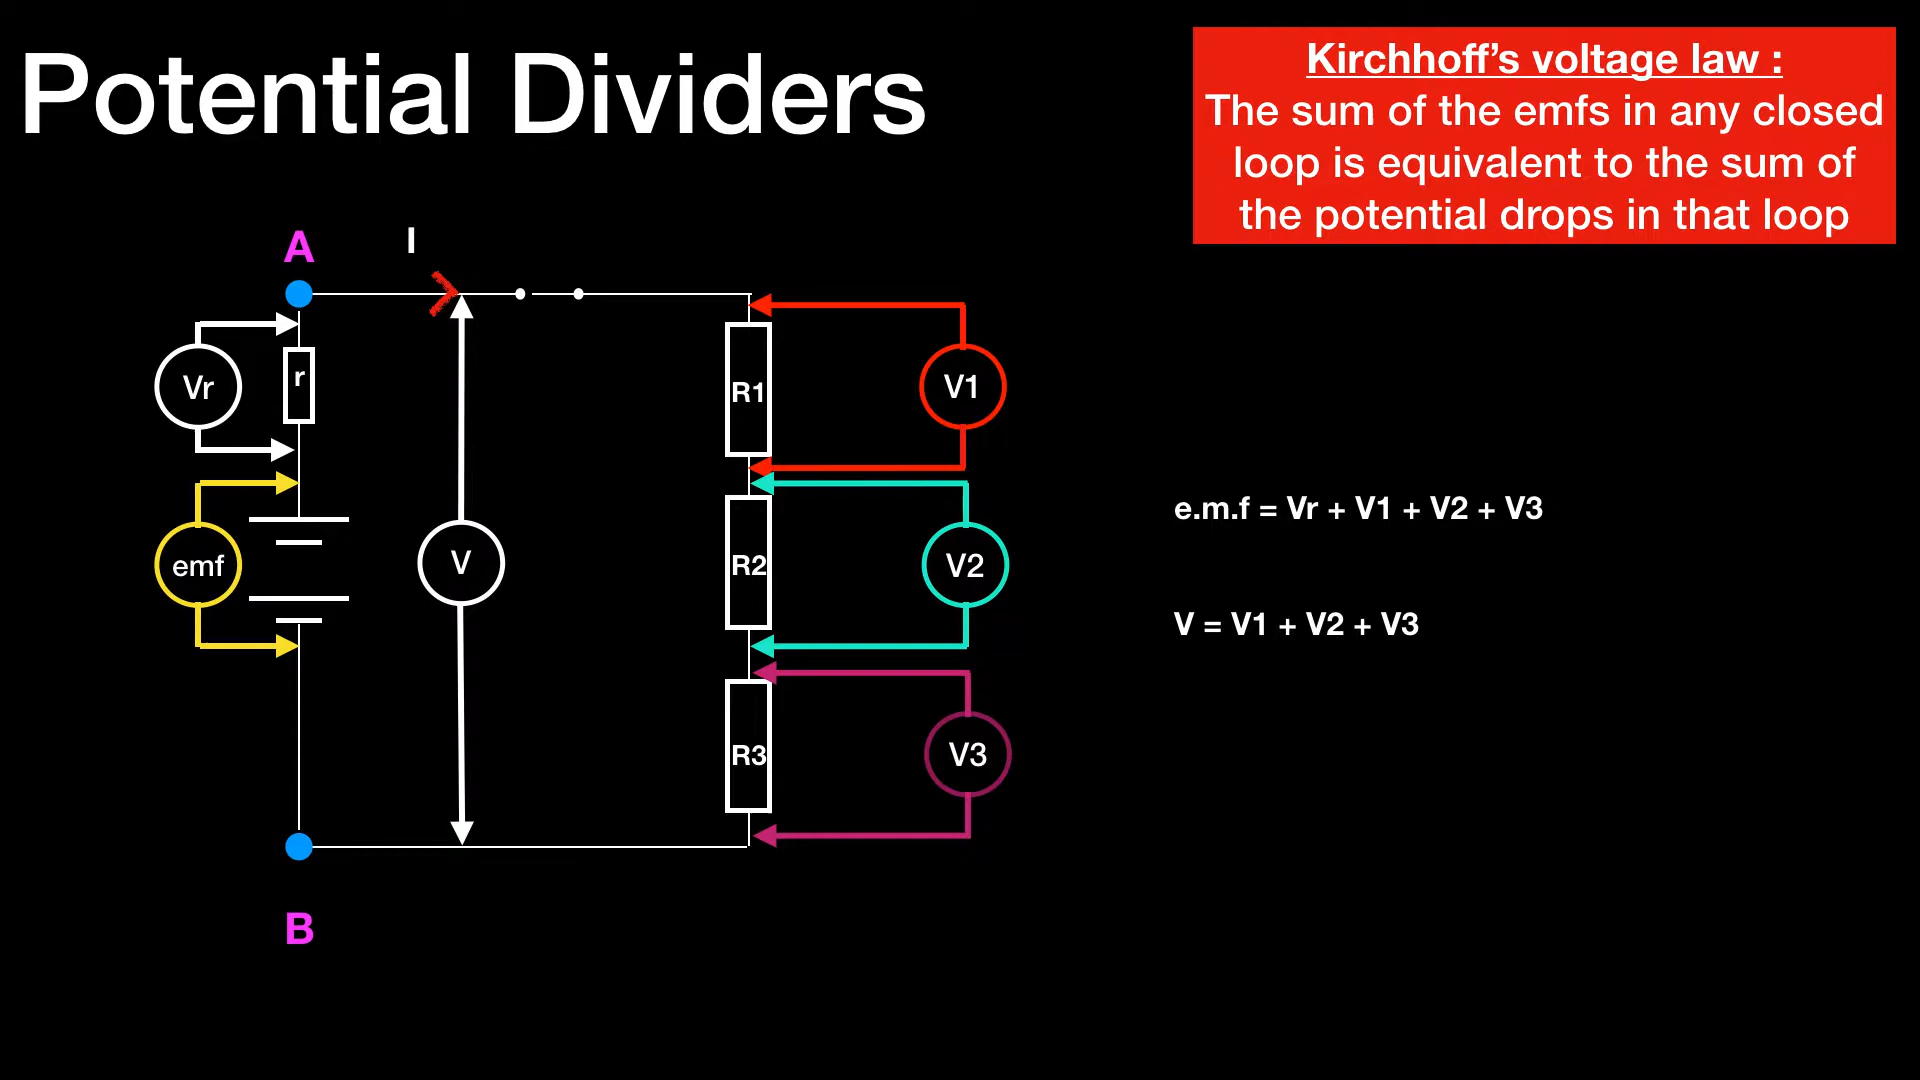 Potential Dividers
Kirchhoff’s voltage law :
The sum of the emfs in any closed
loop is equivalent to the sum of
the potential drops in that loop
A
I
Vr
r
R1
V1
e.m.f = Vr + V1 + V2 + V3
emf
V
R2
V2
V = V1 + V2 + V3
R3
V3
B